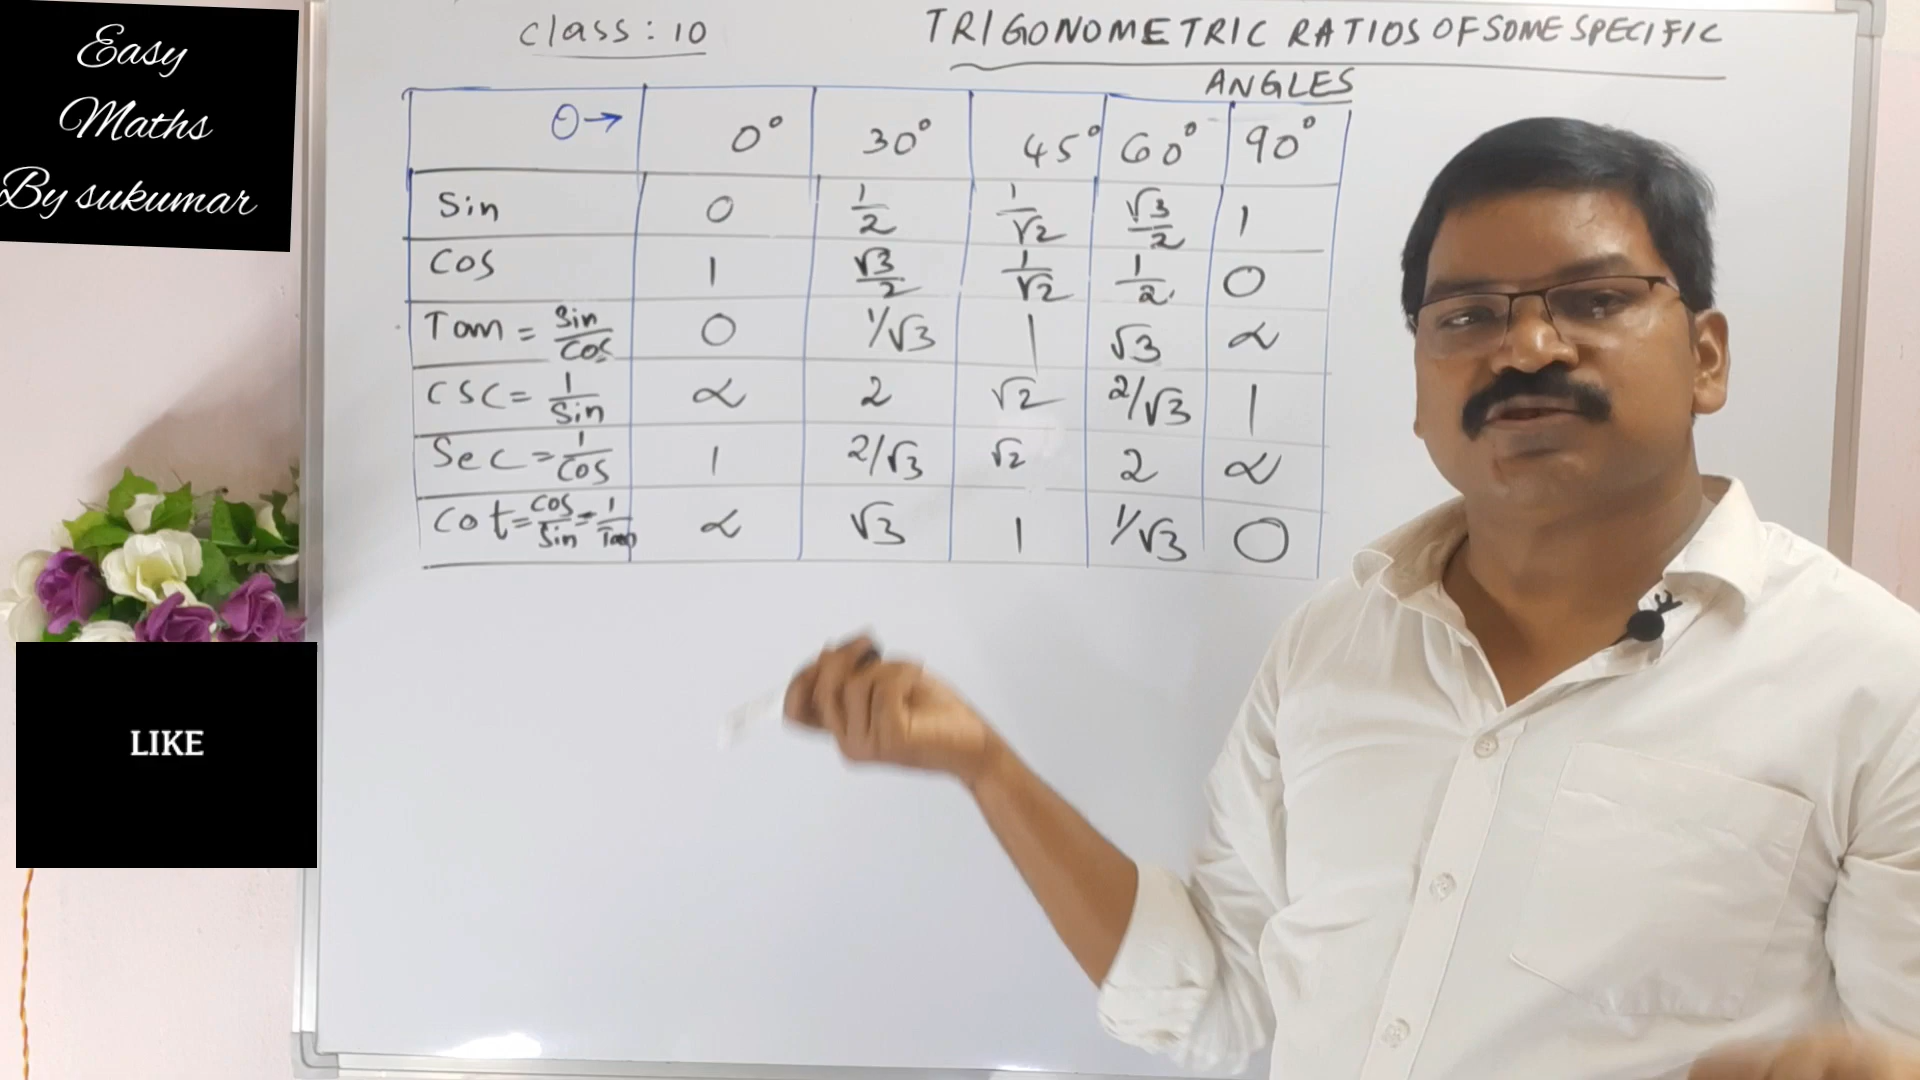 Easy
Maths
By sukumar
class: 10
TRIGONOMETRIC RATIOS OF SOME SPECIFIC
ANGLES
θ→ 0° 30° 45° 60° 90°
Sin 0 1/2 1/√2 √3/2 1
Cos 1 √3/2 1/√2 1/2 0
Tan = Sin/Cos 0 1/√3 1 √3 ∝
CSC = 1/Sin ∝ 2 √2 2/√3 1
Sec = 1/Cos 1 2/√3 √2 2 ∝
Cot = Cos/Sin = 1/Tan ∝ √3 1 1/√3 0
LIKE